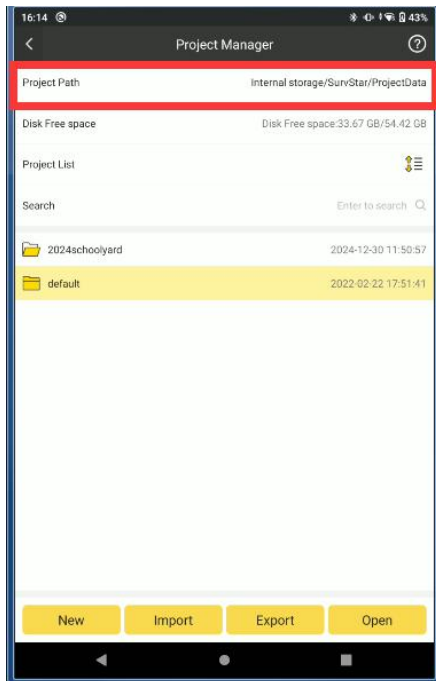 16:14 43%
Project Manager
Project Path Internal storage/SurvStar/ProjectData
Disk Free space Disk Free space:33.67 GB/54.42 GB
Project List
Search Enter to search
2024schoolyard 2024-12-30 11:50:57
default 2022-02-22 17:51:41
New Import Export Open